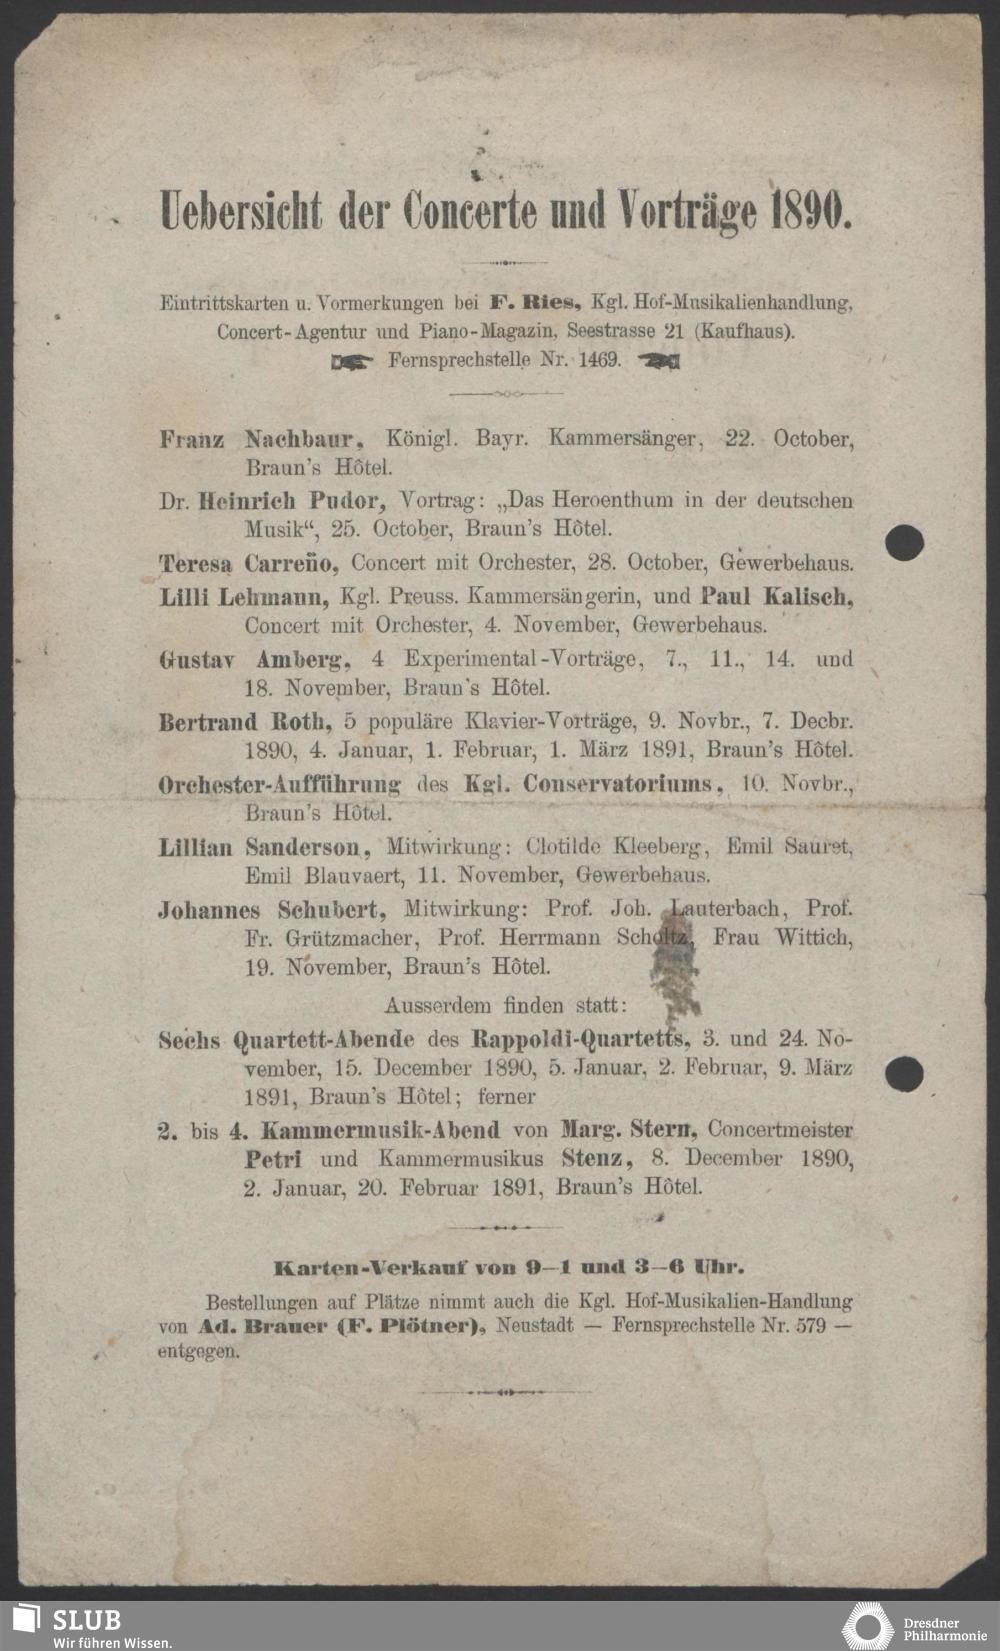 Uebersicht der Concerte und Vorträge 1890.
Eintrittskarten u. Vormerkungen bei F. Ries, Kgl. Hof-Musikalienhandlung,
Concert-Agentur und Piano-Magazin, Seestrasse 21 (Kaufhaus).
Fernsprechstelle Nr. 1469.
Franz Nachbaur, Königl. Bayr. Kammersänger, 22. October,
Braun's Hôtel.
Dr. Heinrich Pudor, Vortrag: „Das Heroenthum in der deutschen
Musik“, 25. October, Braun's Hôtel.
Teresa Carreño, Concert mit Orchester, 28. October, Gewerbehaus.
Lilli Lehmann, Kgl. Preuss. Kammersängerin, und Paul Kalisch,
Concert mit Orchester, 4. November, Gewerbehaus.
Gustav Amberg, 4 Experimental-Vorträge, 7., 11., 14. und
18. November, Braun's Hôtel.
Bertrand Roth, 5 populäre Klavier-Vorträge, 9. Novbr., 7. Decbr.
1890, 4. Januar, 1. Februar, 1. März 1891, Braun's Hôtel.
Orchester-Aufführung des Kgl. Conservatoriums, 10. Novbr.,
Braun's Hôtel.
Lillian Sanderson, Mitwirkung: Clotilde Kleeberg, Emil Sauret,
Emil Blauvaert, 11. November, Gewerbehaus.
Johannes Schubert, Mitwirkung: Prof. Joh. Lauterbach, Prof.
Fr. Grützmacher, Prof. Herrmann Scholtz, Frau Wittich,
19. November, Braun's Hôtel.
Ausserdem finden statt:
Sechs Quartett-Abende des Rappoldi-Quartetts, 3. und 24. No-
vember, 15. December 1890, 5. Januar, 2. Februar, 9. März
1891, Braun's Hôtel; ferner
2. bis 4. Kammermusik-Abend von Marg. Stern, Concertmeister
Petri und Kammermusikus Stenz, 8. December 1890,
2. Januar, 20. Februar 1891, Braun's Hôtel.
Karten-Verkauf von 9–1 und 3–6 Uhr.
Bestellungen auf Plätze nimmt auch die Kgl. Hof-Musikalien-Handlung
von Ad. Brauer (F. Plötner), Neustadt — Fernsprechstelle Nr. 579 —
entgegen.
SLUB
Wir führen Wissen.
Dresdner
Philharmonie